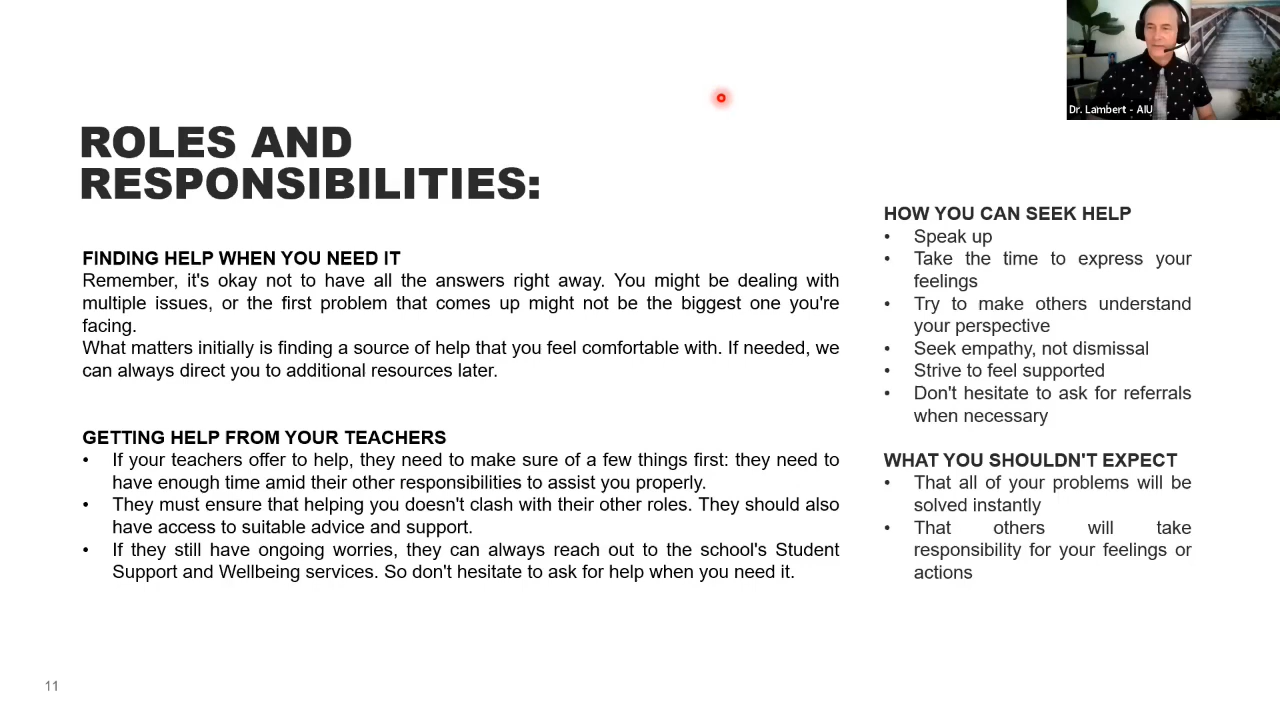 Dr. Lambert - AIU
ROLES AND
RESPONSIBILITIES:
FINDING HELP WHEN YOU NEED IT
Remember, it's okay not to have all the answers right away. You might be dealing with
multiple issues, or the first problem that comes up might not be the biggest one you're
facing.
What matters initially is finding a source of help that you feel comfortable with. If needed, we
can always direct you to additional resources later.
GETTING HELP FROM YOUR TEACHERS
• If your teachers offer to help, they need to make sure of a few things first: they need to
have enough time amid their other responsibilities to assist you properly.
• They must ensure that helping you doesn't clash with their other roles. They should also
have access to suitable advice and support.
• If they still have ongoing worries, they can always reach out to the school's Student
Support and Wellbeing services. So don't hesitate to ask for help when you need it.
HOW YOU CAN SEEK HELP
• Speak up
• Take the time to express your
feelings
• Try to make others understand
your perspective
• Seek empathy, not dismissal
• Strive to feel supported
• Don't hesitate to ask for referrals
when necessary
WHAT YOU SHOULDN'T EXPECT
• That all of your problems will be
solved instantly
• That others will take
responsibility for your feelings or
actions
11